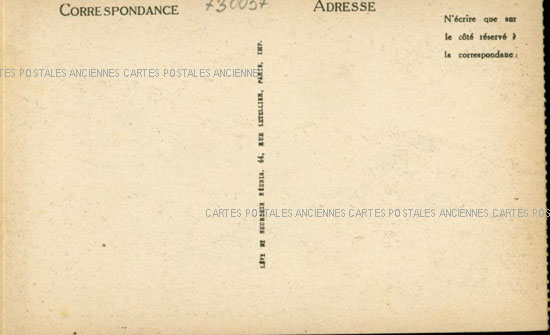 CORRESPONDANCE
730057
ADRESSE
N'écrire que sur
le côté réservé à
la correspondance
CARTES POSTALES ANCIENNES CARTES POSTALES ANCIENNES
LÉVY ET NEURDEIN RÉUNIS, 44, RUE LETELLIER, PARIS, IMP.
CARTES POSTALES ANCIENNES CARTES POSTALES ANCIENNES CARTES POS